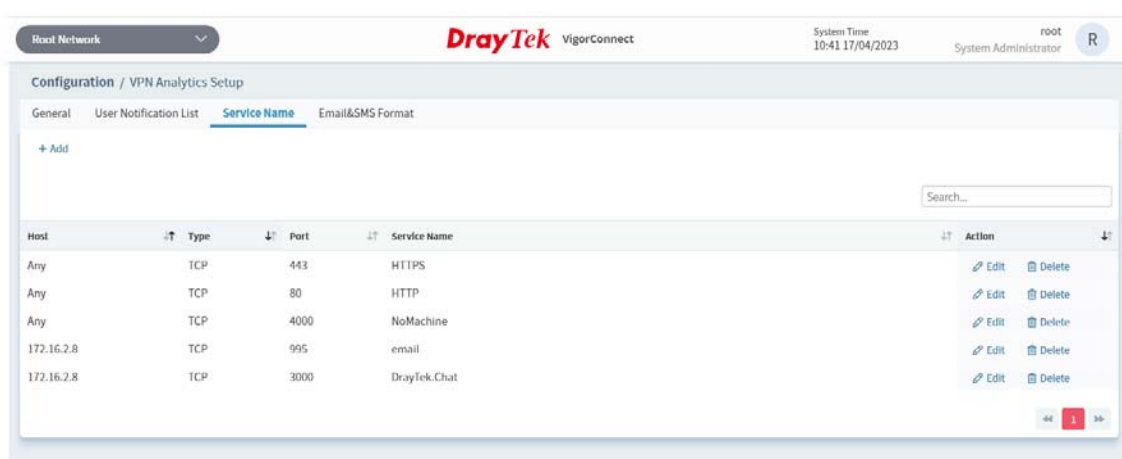 Root Network
DrayTek VigorConnect
System Time
10:41 17/04/2023
root
System Administrator
R
Configuration / VPN Analytics Setup
General User Notification List Service Name Email&SMS Format
+ Add
Search...
Host Type Port Service Name Action
Any TCP 443 HTTPS Edit Delete
Any TCP 80 HTTP Edit Delete
Any TCP 4000 NoMachine Edit Delete
172.16.2.8 TCP 995 email Edit Delete
172.16.2.8 TCP 3000 DrayTek.Chat Edit Delete
1